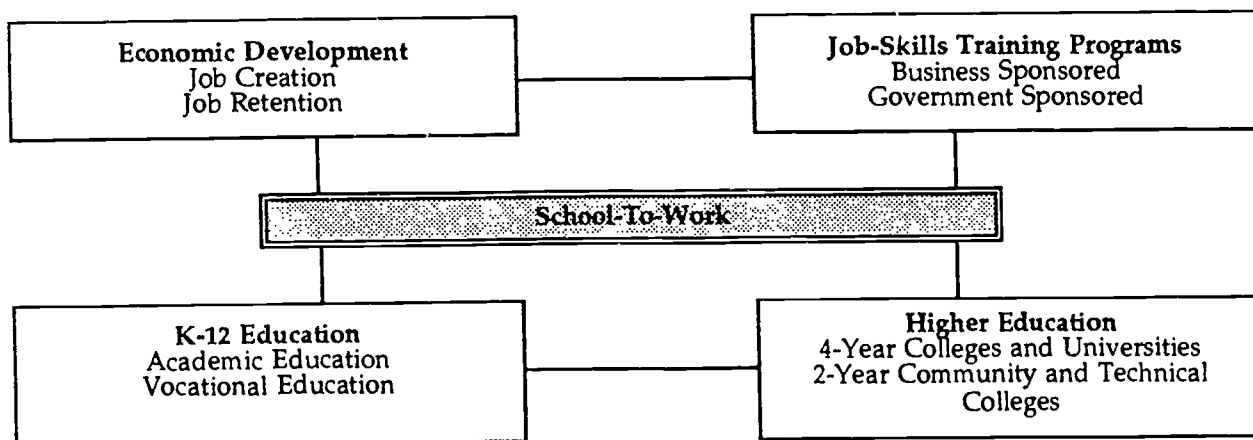 Economic Development
Job Creation
Job Retention
Job-Skills Training Programs
Business Sponsored
Government Sponsored
School-To-Work
K-12 Education
Academic Education
Vocational Education
Higher Education
4-Year Colleges and Universities
2-Year Community and Technical
Colleges